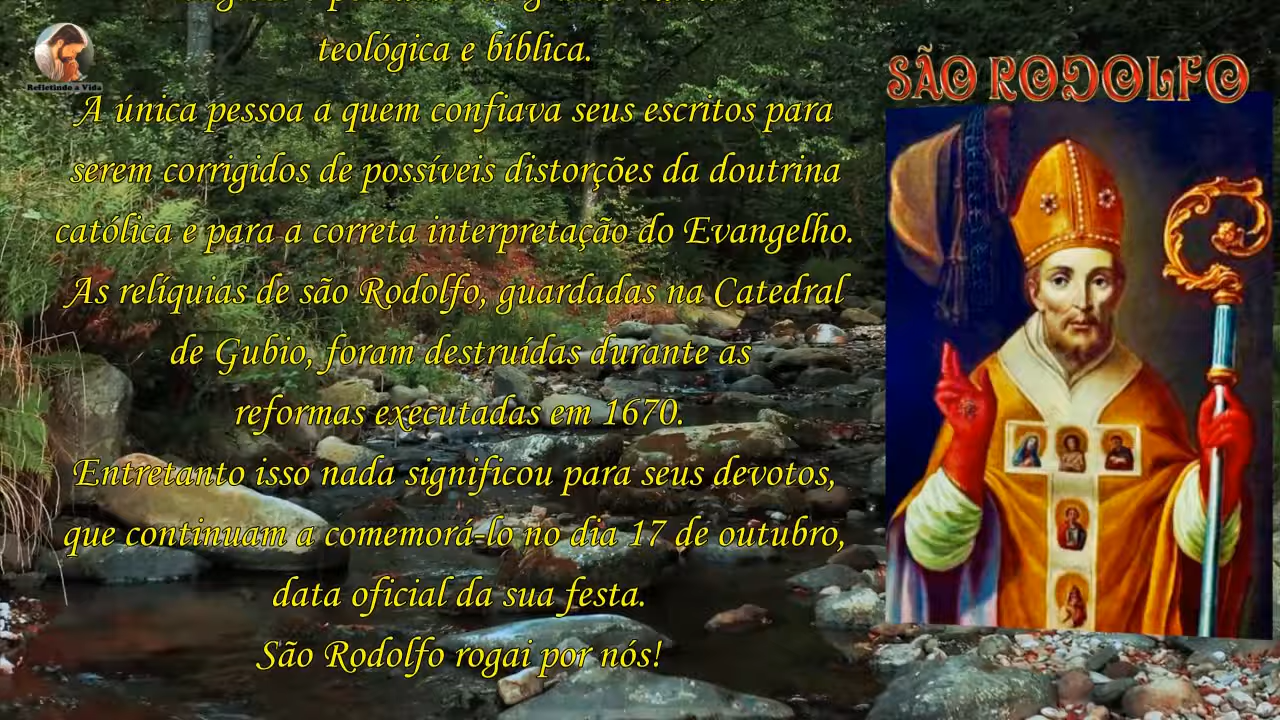 teológica e bíblica.
A única pessoa a quem confiava seus escritos para
serem corrigidos de possíveis distorções da doutrina
católica e para a correta interpretação do Evangelho.
As relíquias de são Rodolfo, guardadas na Catedral
de Gubio, foram destruídas durante as
reformas executadas em 1670.
Entretanto isso nada significou para seus devotos,
que continuam a comemorá-lo no dia 17 de outubro,
data oficial da sua festa.
São Rodolfo rogai por nós!
SÃO RODOLFO
Refletindo a Vida